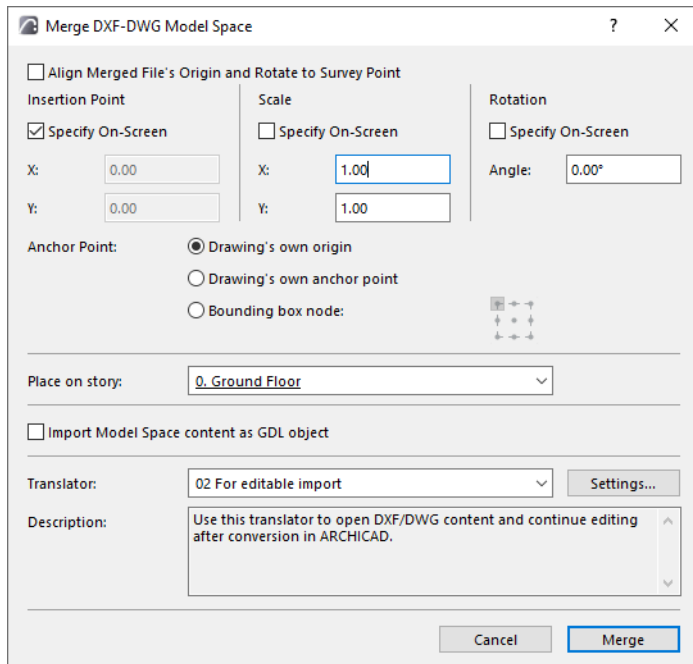 Merge DXF-DWG Model Space
Align Merged File's Origin and Rotate to Survey Point
Insertion Point Scale Rotation
Specify On-Screen Specify On-Screen Specify On-Screen
X: 0.00 X: 1.00 Angle: 0.00°
Y: 0.00 Y: 1.00
Anchor Point: Drawing's own origin
Drawing's own anchor point
Bounding box node:
Place on story: 0. Ground Floor
Import Model Space content as GDL object
Translator: 02 For editable import Settings...
Description: Use this translator to open DXF/DWG content and continue editing
after conversion in ARCHICAD.
Cancel Merge